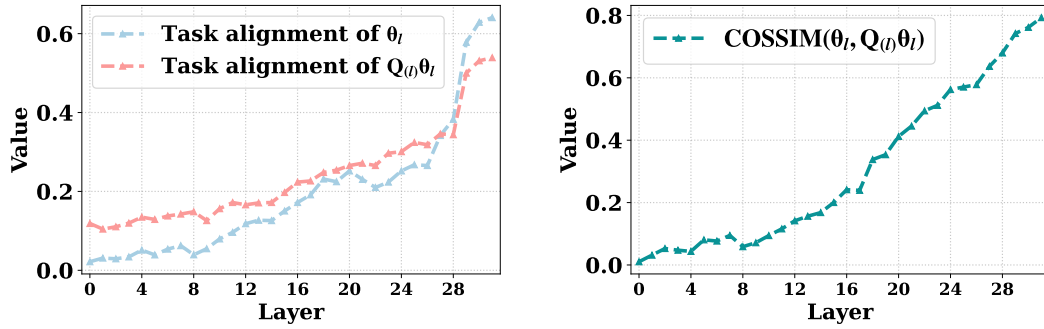 Task alignment of θl
Task alignment of Q(l)θl
0.6
0.4
0.2
0.0
Value
0 4 8 12 16 20 24 28
Layer
COSSIM(θl, Q(l)θl)
0.8
0.6
0.4
0.2
0.0
Value
0 4 8 12 16 20 24 28
Layer